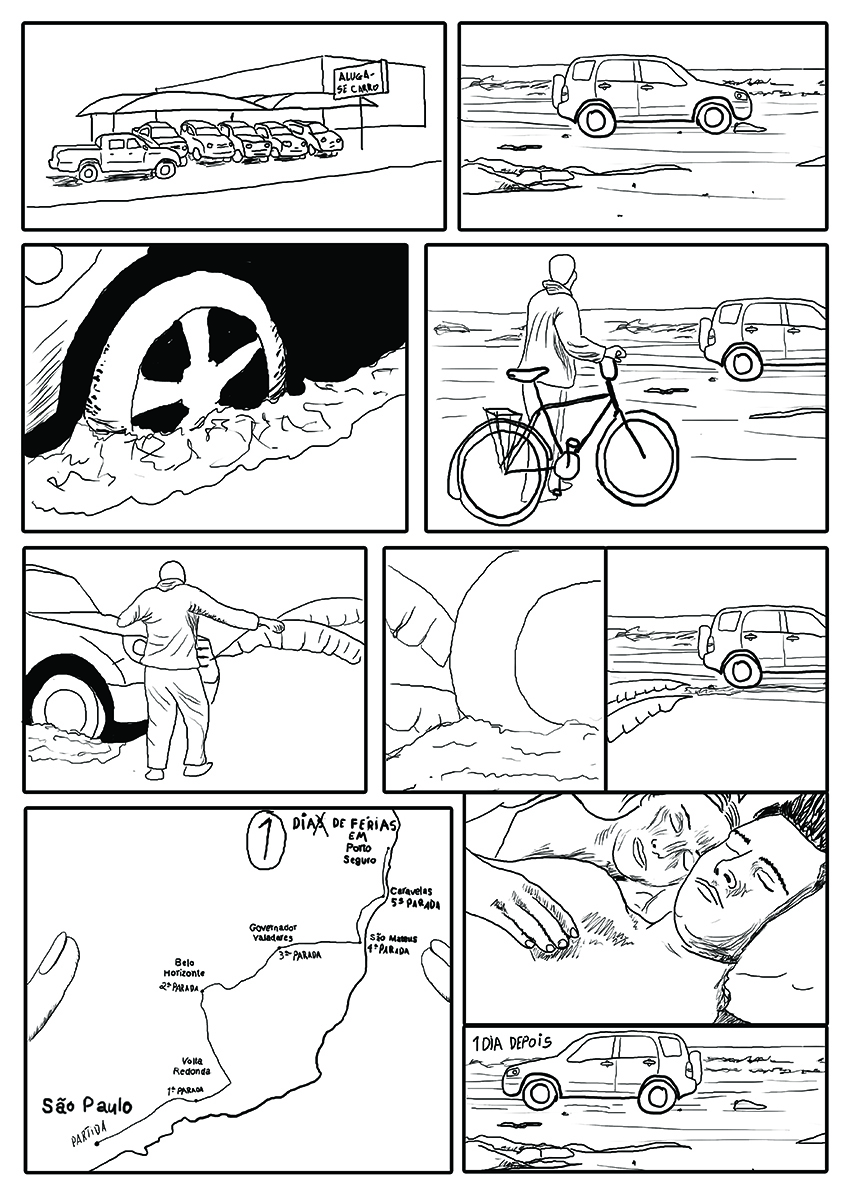 ALUGA-
SE CARRO
1 DIAS DE FÉRIAS
EM
Porto
Seguro
Caravelas
5ª PARADA
Governador
Valadares
3ª PARADA
São Mateus
4ª PARADA
Belo
Horizonte
2ª PARADA
Volta
Redonda
1ª PARADA
São Paulo
PARTIDA
1 DIA DEPOIS